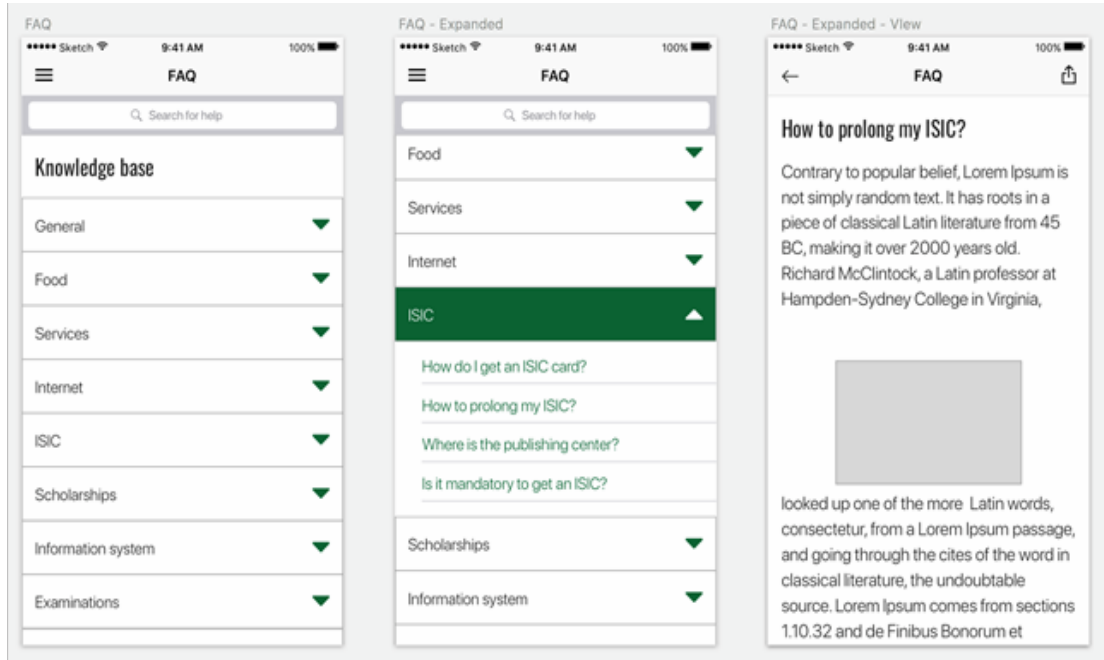 FAQ
Sketch 9:41 AM 100%
FAQ
Search for help
Knowledge base
General
Food
Services
Internet
ISIC
Scholarships
Information system
Examinations
FAQ - Expanded
Sketch 9:41 AM 100%
FAQ
Search for help
Food
Services
Internet
ISIC
How do I get an ISIC card?
How to prolong my ISIC?
Where is the publishing center?
Is it mandatory to get an ISIC?
Scholarships
Information system
FAQ - Expanded - View
Sketch 9:41 AM 100%
FAQ
How to prolong my ISIC?
Contrary to popular belief, Lorem Ipsum is
not simply random text. It has roots in a
piece of classical Latin literature from 45
BC, making it over 2000 years old.
Richard McClintock, a Latin professor at
Hampden-Sydney College in Virginia,
looked up one of the more Latin words,
consectetur, from a Lorem Ipsum passage,
and going through the cites of the word in
classical literature, the undoubtable
source. Lorem Ipsum comes from sections
1.10.32 and de Finibus Bonorum et